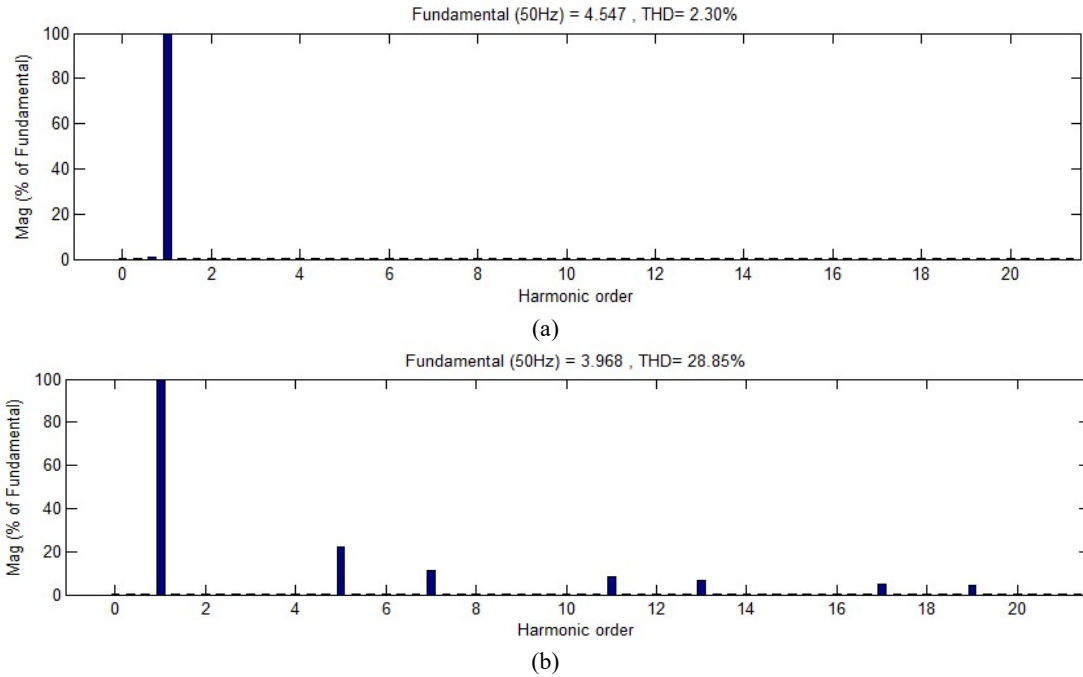 Fundamental (50Hz) = 4.547 , THD= 2.30%
Mag (% of Fundamental)
100
80
60
40
20
0
0 2 4 6 8 10 12 14 16 18 20
Harmonic order
(a)
Fundamental (50Hz) = 3.968 , THD= 28.85%
Mag (% of Fundamental)
100
80
60
40
20
0
0 2 4 6 8 10 12 14 16 18 20
Harmonic order
(b)